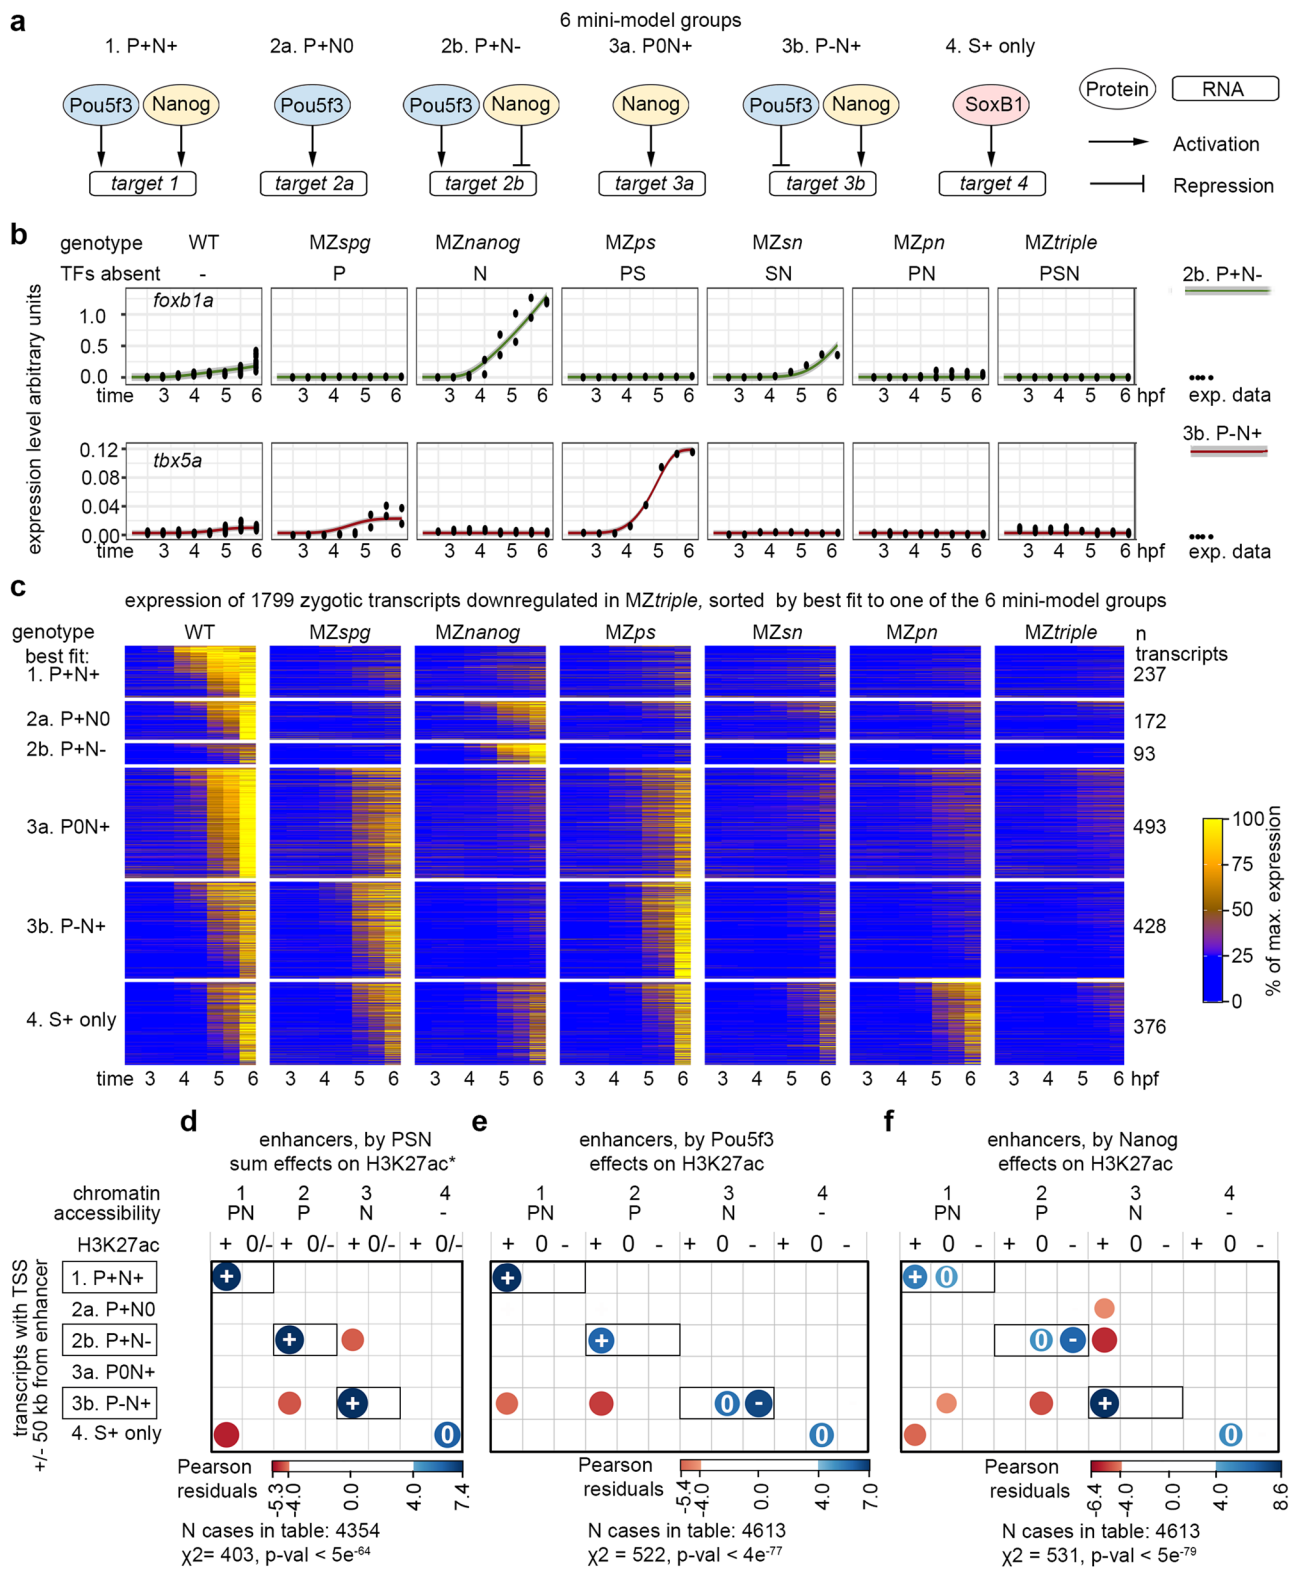 a
6 mini-model groups
1. P+N+ 2a. P+N0 2b. P+N- 3a. P0N+ 3b. P-N+ 4. S+ only
Pou5f3 Nanog Pou5f3 Pou5f3 Nanog Nanog Pou5f3 Nanog SoxB1 Protein RNA
Activation
target 1 target 2a target 2b target 3a target 3b target 4
Repression
b
genotype WT MZspg MZnanog MZps MZsn MZpn MZtriple
TFs absent - P N PS SN PN PSN 2b. P+N-
expression level arbitrary units
foxb1a
1.0
0.5
0.0
exp. data
time 3 4 5 6 3 4 5 6 3 4 5 6 3 4 5 6 3 4 5 6 3 4 5 6 3 4 5 6 hpf
3b. P-N+
tbx5a
0.12
0.08
0.04
0.00
exp. data
time 3 4 5 6 3 4 5 6 3 4 5 6 3 4 5 6 3 4 5 6 3 4 5 6 3 4 5 6 hpf
c
expression of 1799 zygotic transcripts downregulated in MZtriple, sorted by best fit to one of the 6 mini-model groups
genotype WT MZspg MZnanog MZps MZsn MZpn MZtriple n
transcripts
best fit:
1. P+N+ 237
2a. P+N0 172
2b. P+N- 93
3a. P0N+ 493
3b. P-N+ 428
4. S+ only 376
100
75
50
25
0
% of max. expression
time 3 4 5 6 3 4 5 6 3 4 5 6 3 4 5 6 3 4 5 6 3 4 5 6 3 4 5 6 hpf
d
enhancers, by PSN
sum effects on H3K27ac*
chromatin 1 2 3 4
accessibility PN P N -
H3K27ac + 0/- + 0/- + 0/- + 0/-
transcripts with TSS
+/- 50 kb from enhancer
1. P+N+ +
2a. P+N0
2b. P+N- +
3a. P0N+
3b. P-N+ +
4. S+ only 0
Pearson
residuals
-5.3 -4.0 0.0 4.0 7.4
N cases in table: 4354
χ2= 403, p-val < 5e-64
e
enhancers, by Pou5f3
effects on H3K27ac
1 2 3 4
PN P N -
+ 0 - + 0 - + 0 - + 0 -
+
+
0 -
0
Pearson
residuals
-5.4 -4.0 0.0 4.0 7.0
N cases in table: 4613
χ2 = 522, p-val < 4e-77
f
enhancers, by Nanog
effects on H3K27ac
1 2 3 4
PN P N -
+ 0 - + 0 - + 0 - + 0 -
+ 0
0 -
+
0
Pearson
residuals
-6.4 -4.0 0.0 4.0 8.6
N cases in table: 4613
χ2 = 531, p-val < 5e-79